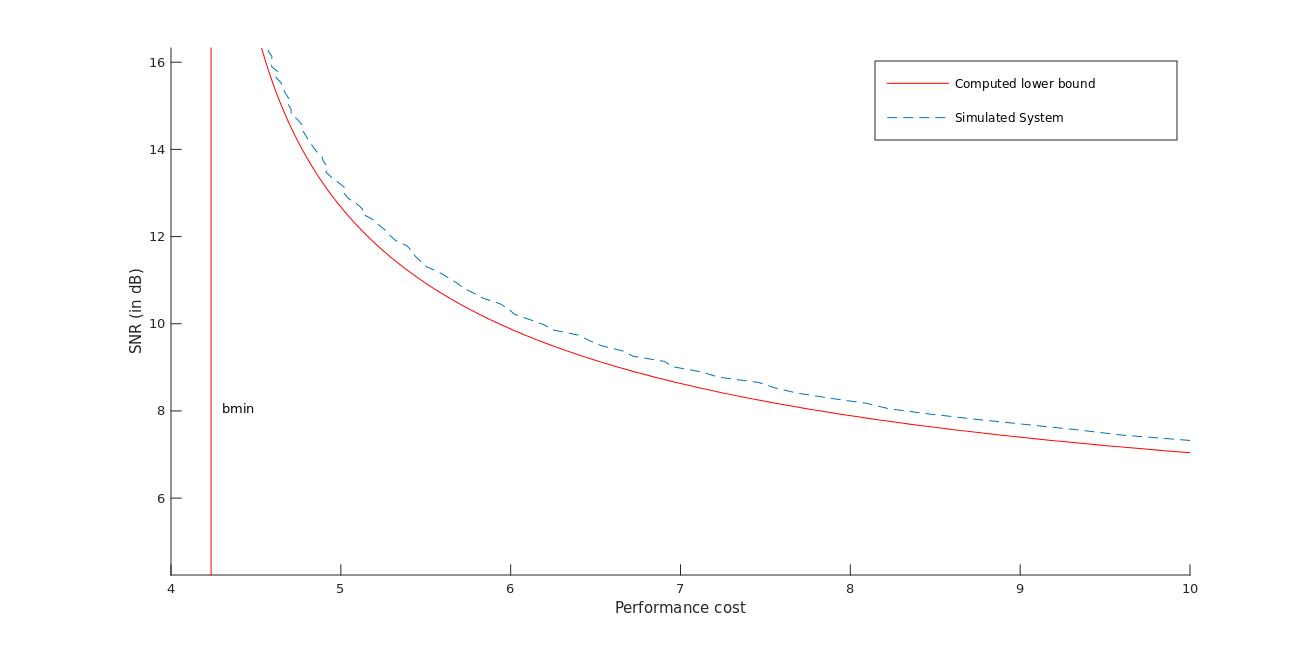 16
14
12
10
8
6
SNR (in dB)
Computed lower bound
Simulated System
bmin
4 5 6 7 8 9 10
Performance cost